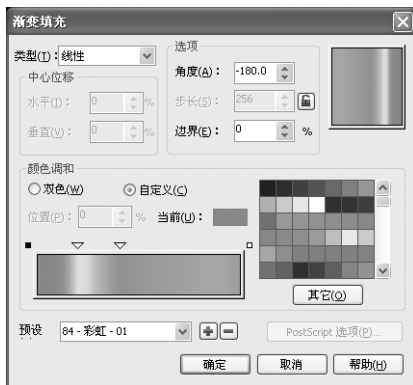 渐变填充
类型(T):线性
中心位移
水平(I): 0 %
垂直(V): 0 %
选项
角度(A): -180.0
步长(S): 256
边界(E): 0 %
颜色调和
双色(W) 自定义(C)
位置(P): 0 % 当前(U):
其它(O)
预设 84 - 彩虹 - 01
PostScript 选项(P)...
确定 取消 帮助(H)